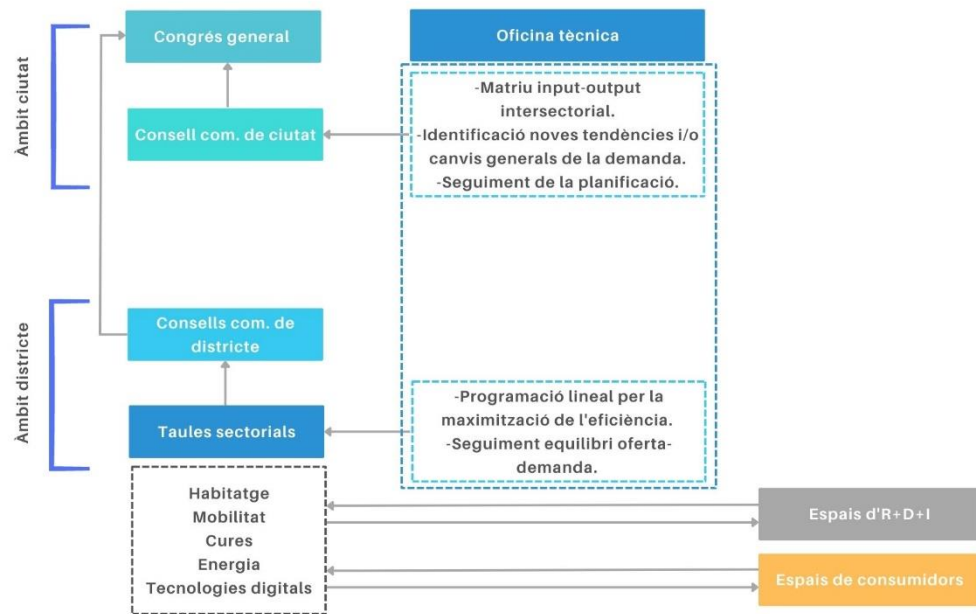 Àmbit ciutat
Congrés general
Consell com. de ciutat
Oficina tècnica
-Matriu input-output
intersectorial.
-Identificació noves tendències i/o
canvis generals de la demanda.
-Seguiment de la planificació.
Àmbit districte
Consells com. de
districte
Taules sectorials
-Programació lineal per la
maximització de l'eficiència.
-Seguiment equilibri oferta-
demanda.
Habitatge
Mobilitat
Cures
Energia
Tecnologies digitals
Espais d'R+D+I
Espais de consumidors